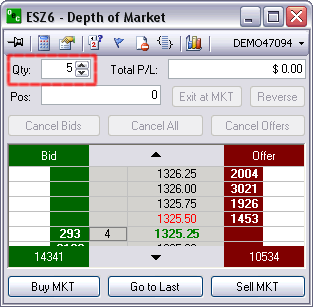 ESZ6 - Depth of Market
DEMO47094
Qty: 5 Total P/L: $ 0.00
Pos: 0 Exit at MKT Reverse
Cancel Bids Cancel All Cancel Offers
Bid Offer
1326.25 2004
1326.00 3021
1325.75 1926
1325.50 1453
293 4 1325.25
14341 10534
Buy MKT Go to Last Sell MKT